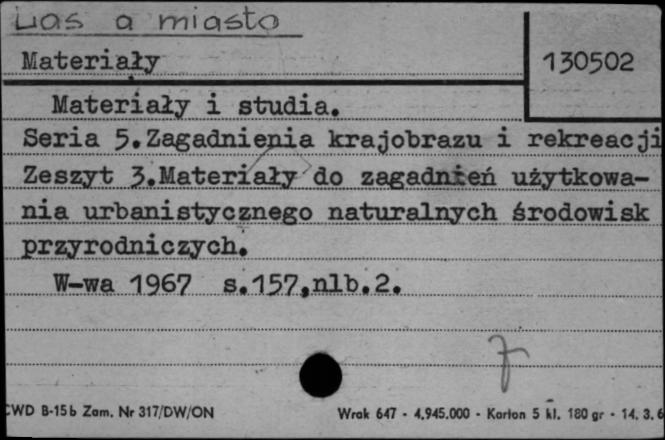 Las a miasto
Materiały
130502
Materiały i studia.
Seria 5.Zagadnienia krajobrazu i rekreacji
Zeszyt 3.Materiały do zagadnień użytkowa-
nia urbanistycznego naturalnych środowisk
przyrodniczych.
W-wa 1967 s.157,nlb.2.
CWD B-15b Zam. Nr 317/DW/ON
Wrak 647 - 4.945.000 - Karton 5 kl. 180 gr - 14. 3. 6